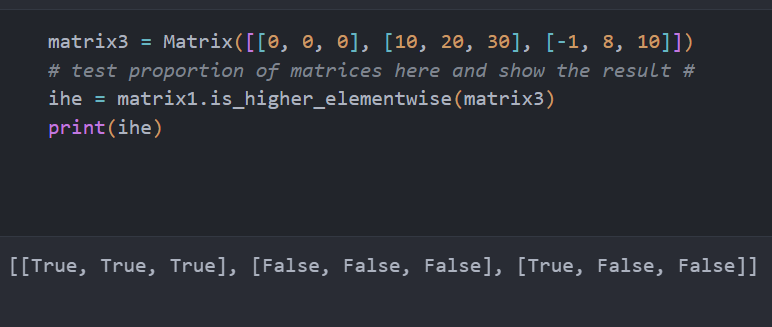 matrix3 = Matrix([[0, 0, 0], [10, 20, 30], [-1, 8, 10]])
# test proportion of matrices here and show the result #
ihe = matrix1.is_higher_elementwise(matrix3)
print(ihe)
[[True, True, True], [False, False, False], [True, False, False]]